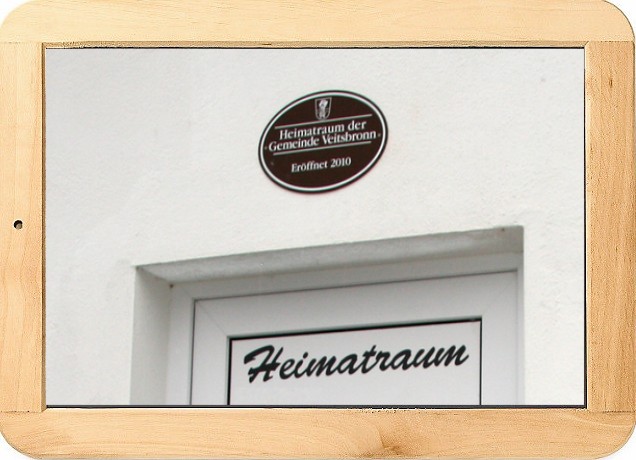 Heimatraum der
Gemeinde Veitsbronn
Eröffnet 2010
Heimatraum